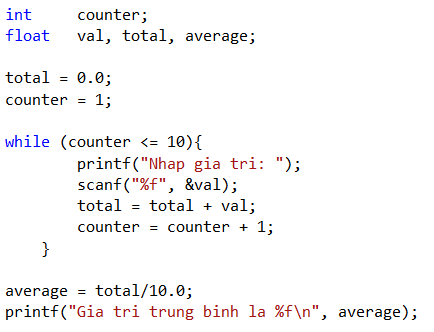 int     counter;
float   val, total, average;
total = 0.0;
counter = 1;
while (counter <= 10){
        printf("Nhap gia tri: ");
        scanf("%f", &val);
        total = total + val;
        counter = counter + 1;
    }
average = total/10.0;
printf("Gia tri trung binh la %f\n", average);